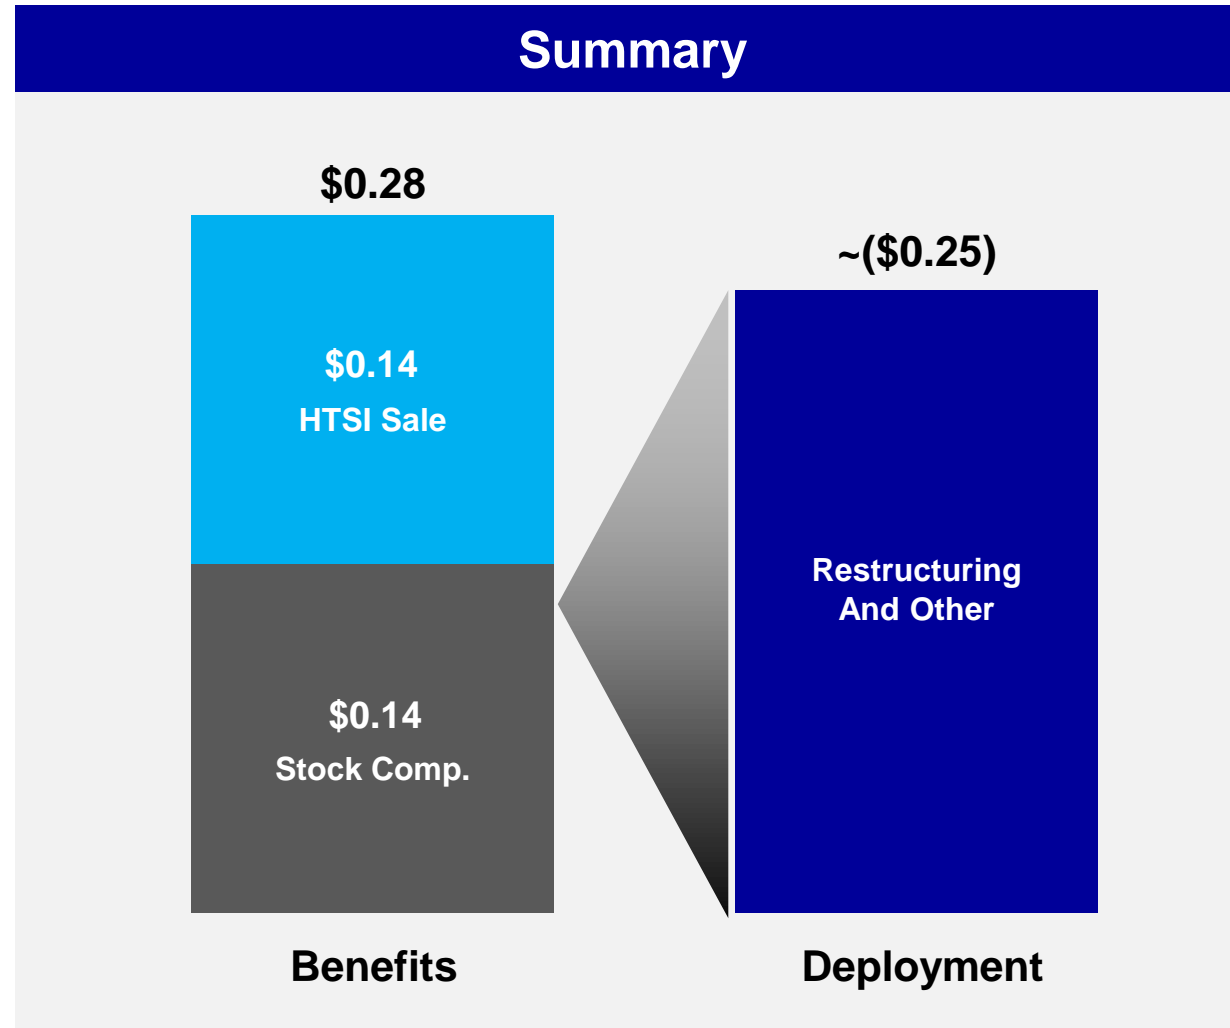 Summary
$0.28
$0.14
HTSI Sale
$0.14
Stock Comp.
Benefits
~($0.25)
Restructuring
And Other
Deployment